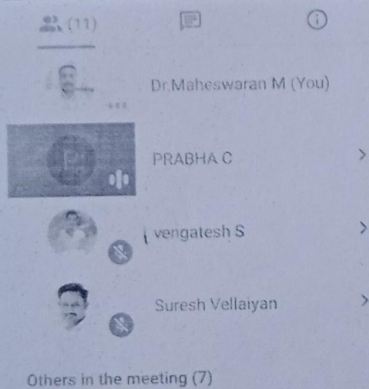 (11)
Dr.Maheswaran M (You)
PRABHA C
vengatesh S
Suresh Vellaiyan
Others in the meeting (7)